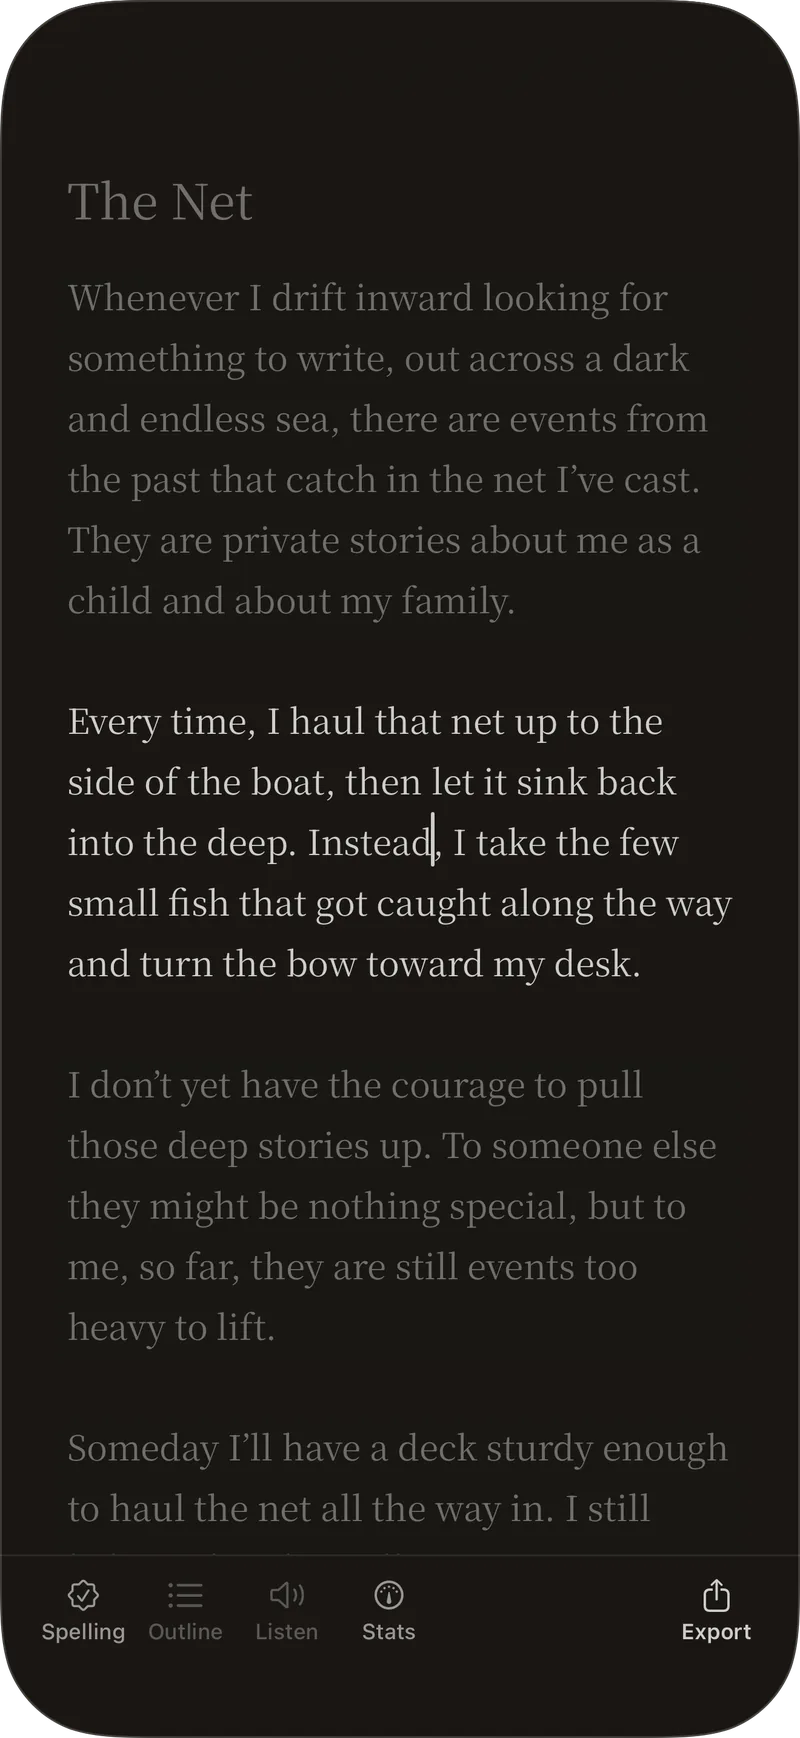 The Net
Whenever I drift inward looking for
something to write, out across a dark
and endless sea, there are events from
the past that catch in the net I’ve cast.
They are private stories about me as a
child and about my family.
Every time, I haul that net up to the
side of the boat, then let it sink back
into the deep. Instead, I take the few
small fish that got caught along the way
and turn the bow toward my desk.
I don’t yet have the courage to pull
those deep stories up. To someone else
they might be nothing special, but to
me, so far, they are still events too
heavy to lift.
Someday I’ll have a deck sturdy enough
to haul the net all the way in. I still
Spelling
Outline
Listen
Stats
Export